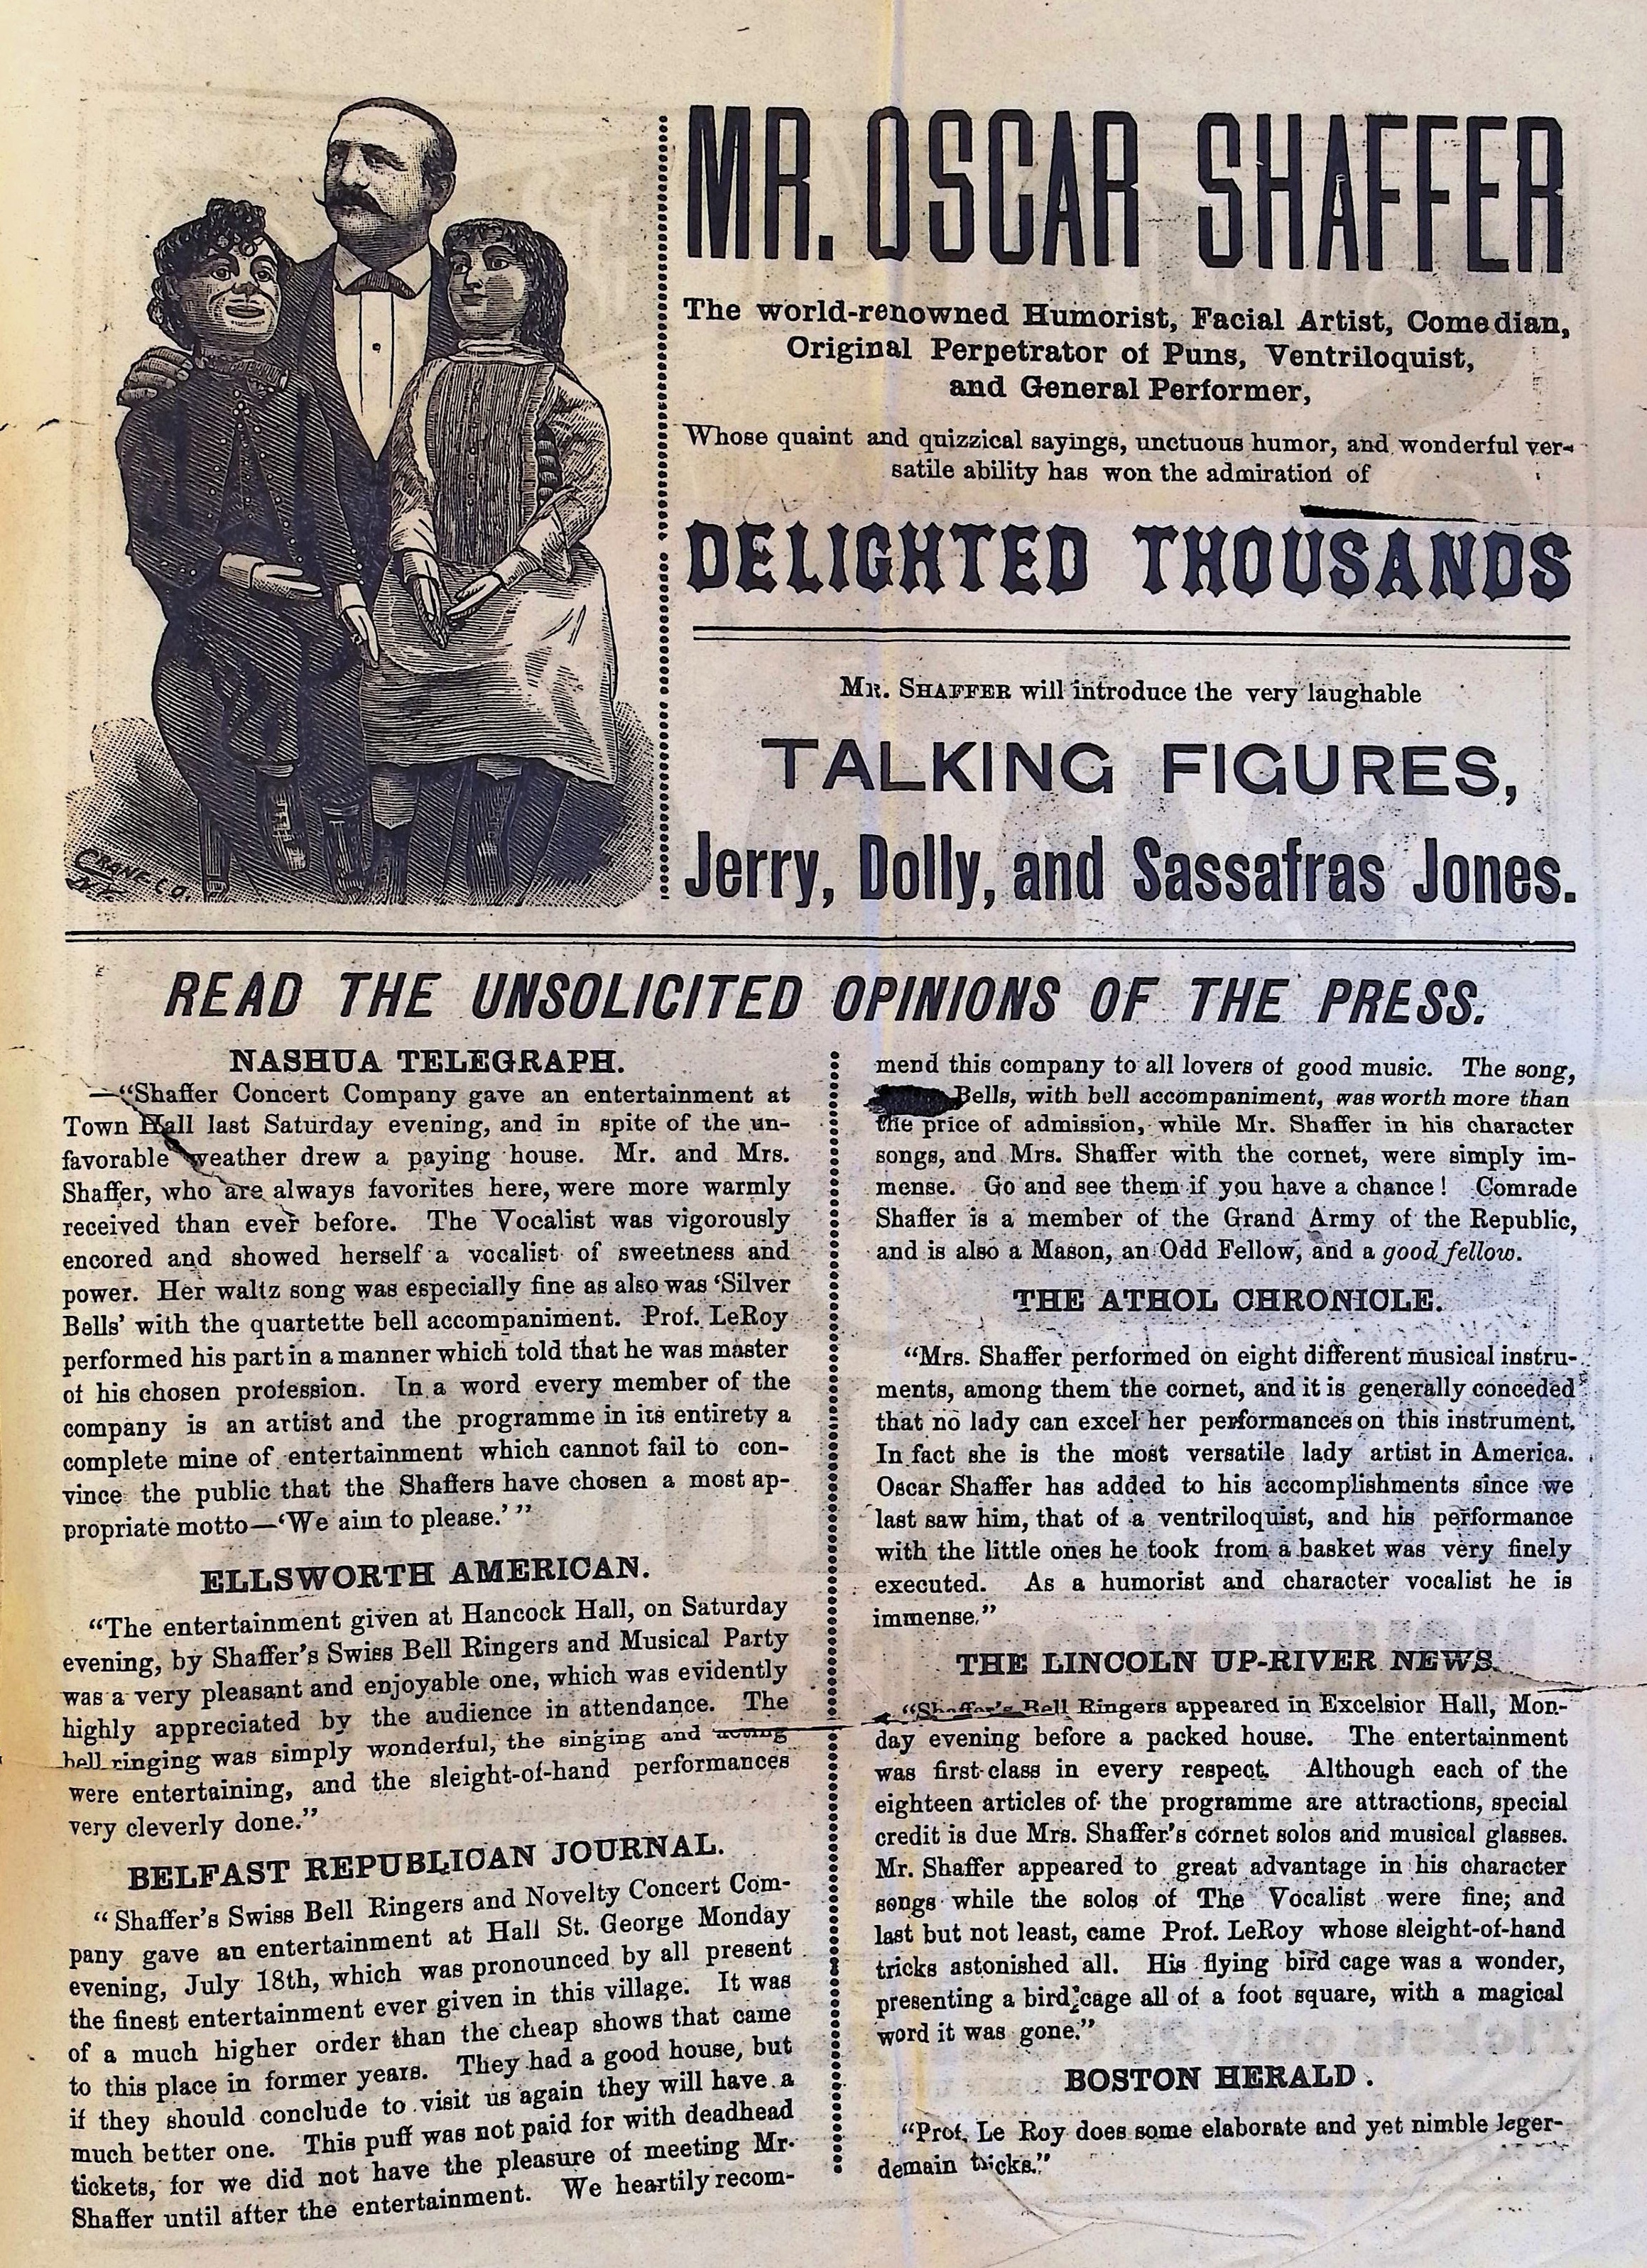 MR. OSCAR SHAFFER
The world-renowned Humorist, Facial Artist, Comedian,
Original Perpetrator of Puns, Ventriloquist,
and General Performer,
Whose quaint and quizzical sayings, unctuous humor, and wonderful ver-
satile ability has won the admiration of
DELIGHTED THOUSANDS
MR. SHAFFER will introduce the very laughable
TALKING FIGURES,
Jerry, Dolly, and Sassafras Jones.
CRANE CO.
N.Y.
READ THE UNSOLICITED OPINIONS OF THE PRESS.
NASHUA TELEGRAPH.
—“Shaffer Concert Company gave an entertainment at
Town Hall last Saturday evening, and in spite of the un-
favorable weather drew a paying house. Mr. and Mrs.
Shaffer, who are always favorites here, were more warmly
received than ever before. The Vocalist was vigorously
encored and showed herself a vocalist of sweetness and
power. Her waltz song was especially fine as also was ‘Silver
Bells’ with the quartette bell accompaniment. Prof. LeRoy
performed his part in a manner which told that he was master
of his chosen profession. In a word every member of the
company is an artist and the programme in its entirety a
complete mine of entertainment which cannot fail to con-
vince the public that the Shaffers have chosen a most ap-
propriate motto—‘We aim to please.’”
ELLSWORTH AMERICAN.
“The entertainment given at Hancock Hall, on Saturday
evening, by Shaffer’s Swiss Bell Ringers and Musical Party
was a very pleasant and enjoyable one, which was evidently
highly appreciated by the audience in attendance. The
bell ringing was simply wonderful, the singing and acting
were entertaining, and the sleight-of-hand performances
very cleverly done.”
BELFAST REPUBLICAN JOURNAL.
“Shaffer’s Swiss Bell Ringers and Novelty Concert Com-
pany gave an entertainment at Hall St. George Monday
evening, July 18th, which was pronounced by all present
the finest entertainment ever given in this village. It was
of a much higher order than the cheap shows that came
to this place in former years. They had a good house, but
if they should conclude to visit us again they will have a
much better one. This puff was not paid for with deadhead
tickets, for we did not have the pleasure of meeting Mr.
Shaffer until after the entertainment. We heartily recom-
mend this company to all lovers of good music. The song,
Bells, with bell accompaniment, was worth more than
the price of admission, while Mr. Shaffer in his character
songs, and Mrs. Shaffer with the cornet, were simply im-
mense. Go and see them if you have a chance! Comrade
Shaffer is a member of the Grand Army of the Republic,
and is also a Mason, an Odd Fellow, and a good fellow.
THE ATHOL CHRONICLE.
“Mrs. Shaffer performed on eight different musical instru-
ments, among them the cornet, and it is generally conceded
that no lady can excel her performances on this instrument.
In fact she is the most versatile lady artist in America.
Oscar Shaffer has added to his accomplishments since we
last saw him, that of a ventriloquist, and his performance
with the little ones he took from a basket was very finely
executed. As a humorist and character vocalist he is
immense.”
THE LINCOLN UP-RIVER NEWS.
“Shaffer’s Bell Ringers appeared in Excelsior Hall, Mon-
day evening before a packed house. The entertainment
was first-class in every respect. Although each of the
eighteen articles of the programme are attractions, special
credit is due Mrs. Shaffer’s cornet solos and musical glasses.
Mr. Shaffer appeared to great advantage in his character
songs while the solos of The Vocalist were fine; and
last but not least, came Prof. LeRoy whose sleight-of-hand
tricks astonished all. His flying bird cage was a wonder,
presenting a bird cage all of a foot square, with a magical
word it was gone.”
BOSTON HERALD.
“Prof. Le Roy does some elaborate and yet nimble leger-
demain tricks.”